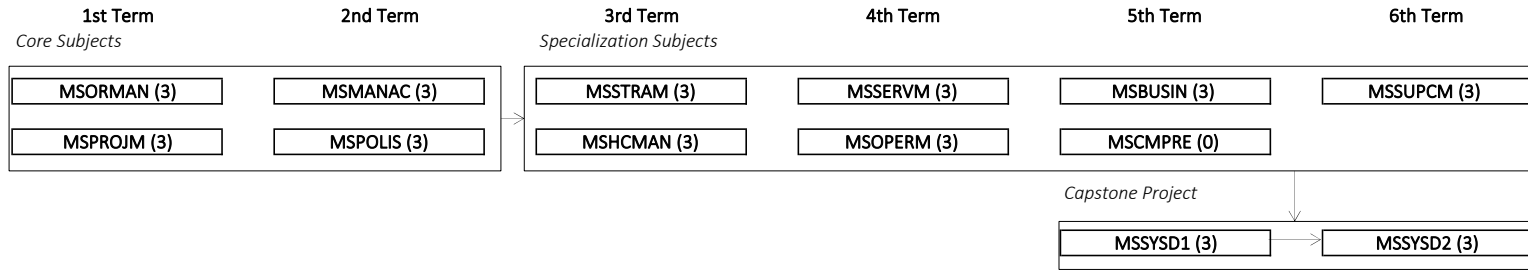 1st Term 2nd Term 3rd Term 4th Term 5th Term 6th Term
Core Subjects Specialization Subjects
MSORMAN (3) MSMANAC (3) MSSTRAM (3) MSSERVM (3) MSBUSIN (3) MSSUPCM (3)
MSPROJM (3) MSPOLIS (3) MSHCMAN (3) MSOPERM (3) MSCMPRE (0)
Capstone Project
MSSYSD1 (3) MSSYSD2 (3)